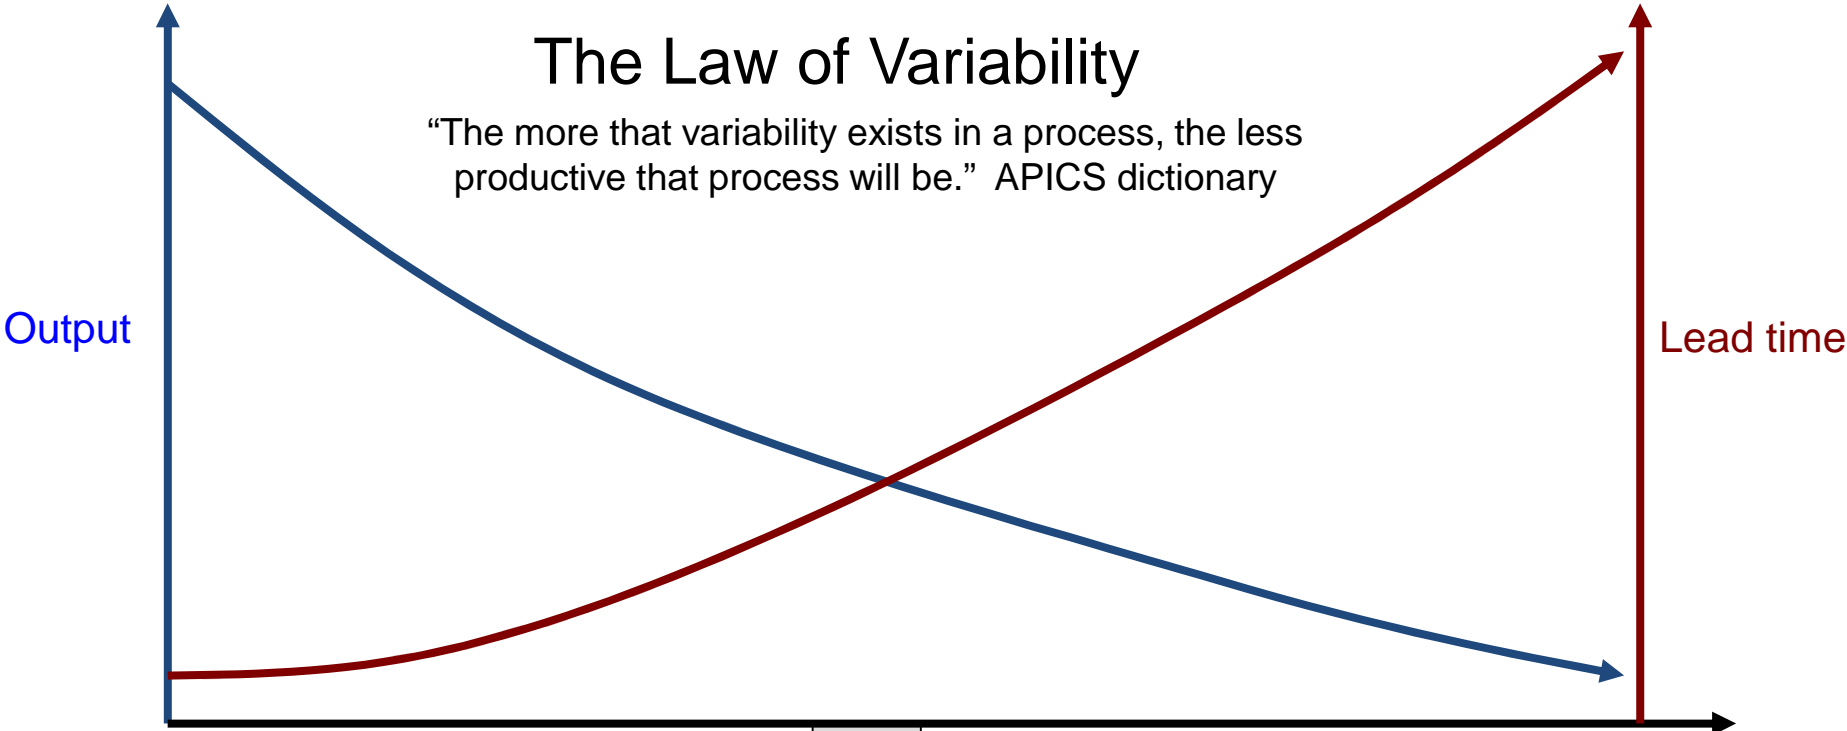 The Law of Variability
“The more that variability exists in a process, the less
productive that process will be.”  APICS dictionary
Output
Lead time